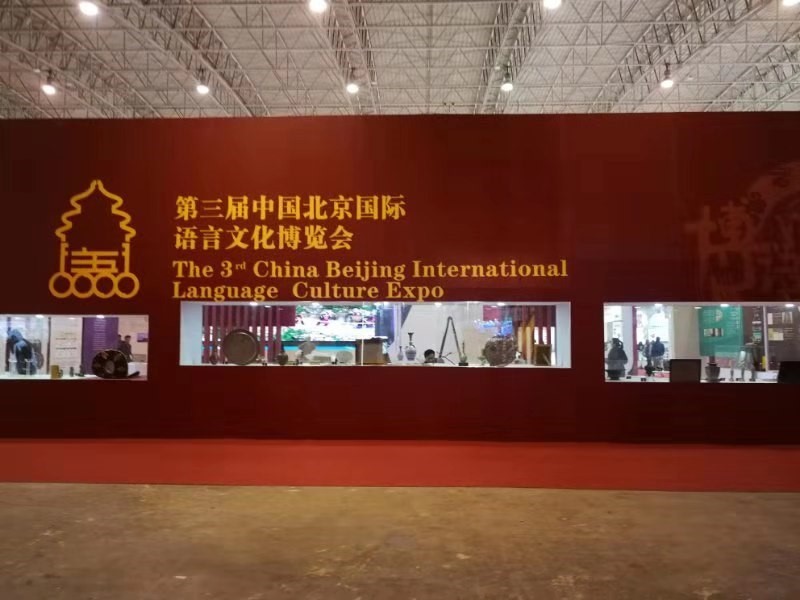 第三届中国北京国际
语言文化博览会
The 3rd China Beijing International
Language Culture Expo
博